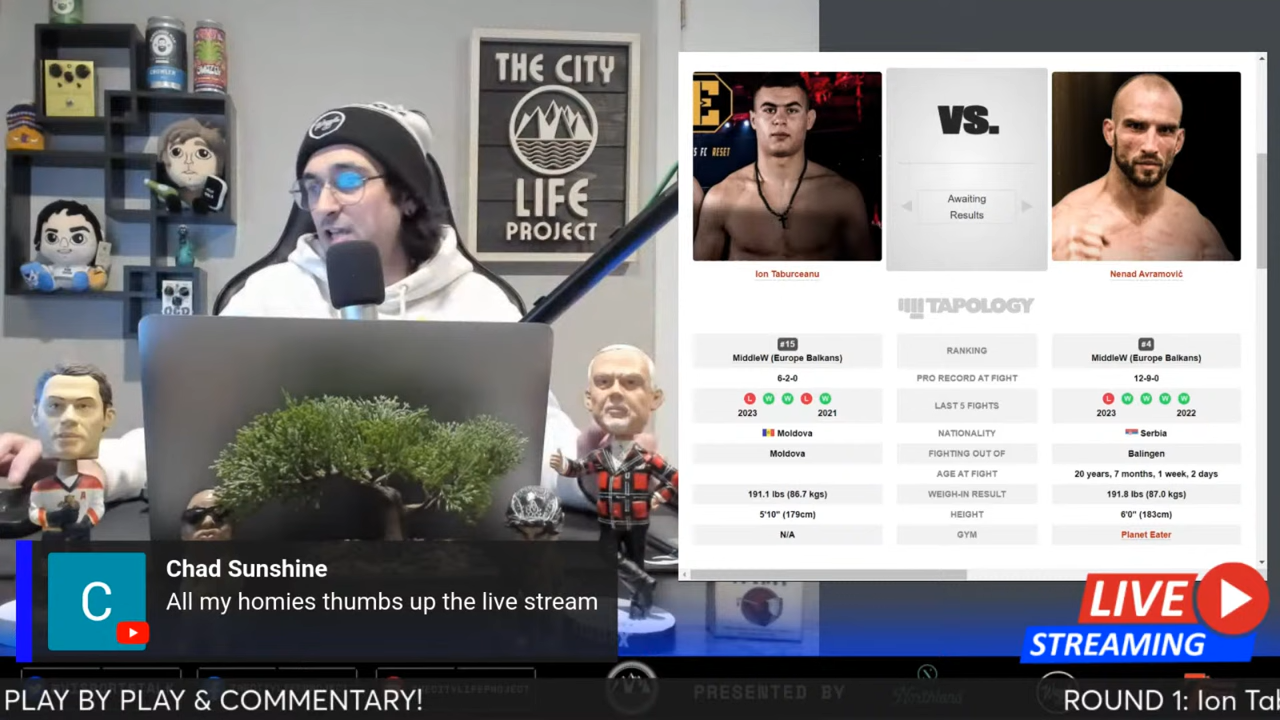 THE CITY
LIFE
PROJECT
FC RESET
VS.
Awaiting
Results
Ion Taburceanu
Nenad Avramović
TAPOLOGY
#15
MiddleW (Europe Balkans)
RANKING
#4
MiddleW (Europe Balkans)
6-2-0
PRO RECORD AT FIGHT
12-9-0
L W W L W
2023 2021
LAST 5 FIGHTS
L W W W W
2023 2022
Moldova
NATIONALITY
Serbia
Moldova
FIGHTING OUT OF
Balingen
AGE AT FIGHT
20 years, 7 months, 1 week, 2 days
191.1 lbs (86.7 kgs)
WEIGH-IN RESULT
191.8 lbs (87.0 kgs)
5'10" (179cm)
HEIGHT
6'0" (183cm)
N/A
GYM
Planet Eater
C
Chad Sunshine
All my homies thumbs up the live stream
LIVE
STREAMING
PRESENTED BY
Northland
PLAY BY PLAY & COMMENTARY!
ROUND 1: Ion Tab